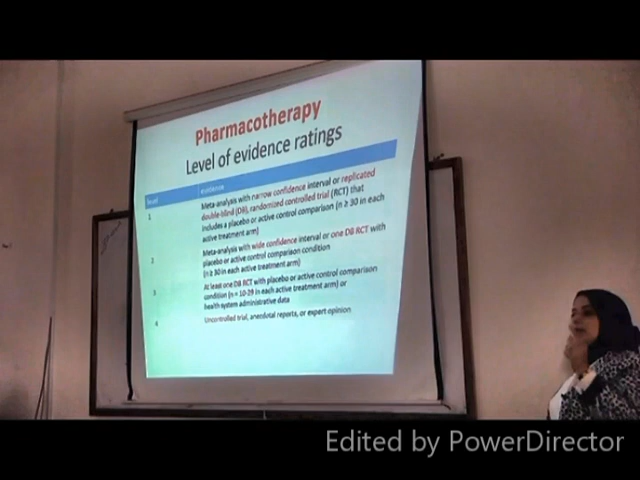 Pharmacotherapy
Level of evidence ratings
level evidence
1 Meta-analysis with narrow confidence interval or replicated
double-blind (DB), randomized controlled trial (RCT) that
includes a placebo or active control comparison (n ≥ 30 in each
active treatment arm)
2 Meta-analysis with wide confidence interval or one DB RCT with
placebo or active control comparison condition
(n ≥ 30 in each active treatment arm)
3 At least one DB RCT with placebo or active control comparison
condition (n = 10-29 in each active treatment arm) or
health system administrative data
4 Uncontrolled trial, anecdotal reports, or expert opinion
Edited by PowerDirector